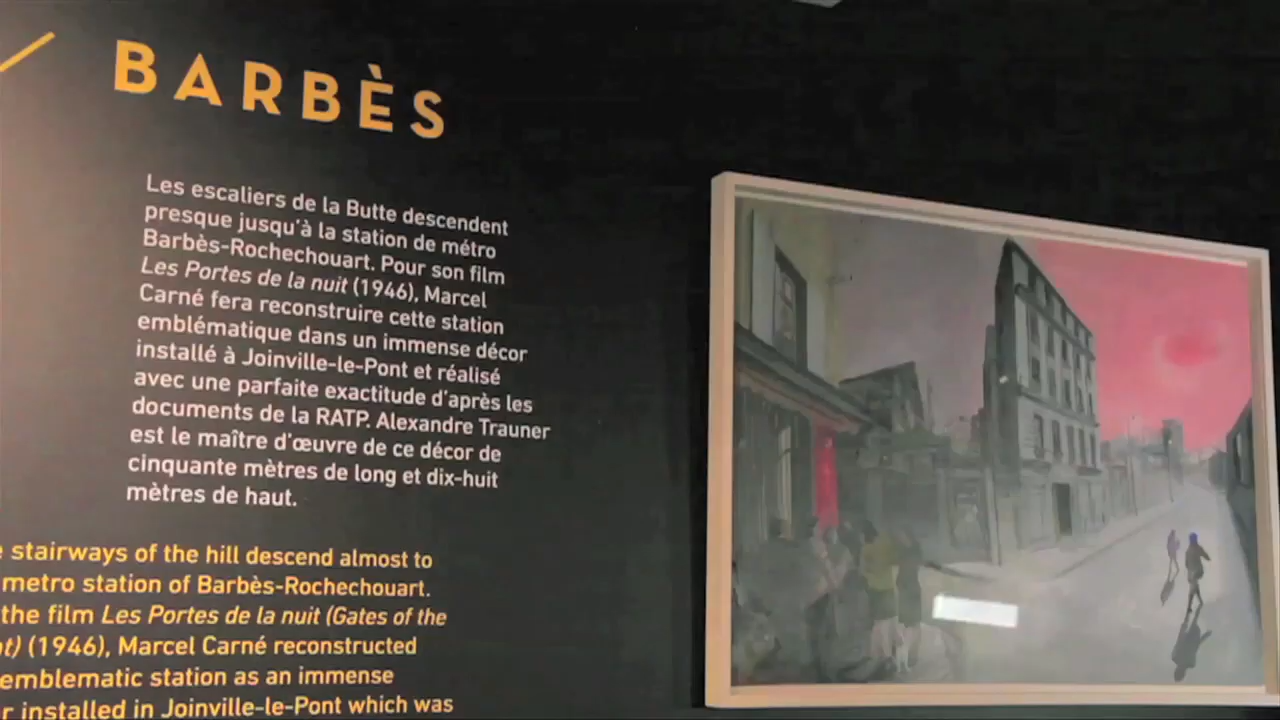 BARBÈS
Les escaliers de la Butte descendent
presque jusqu'à la station de métro
Barbès-Rochechouart. Pour son film
Les Portes de la nuit (1946), Marcel
Carné fera reconstruire cette station
emblématique dans un immense décor
installé à Joinville-le-Pont et réalisé
avec une parfaite exactitude d'après les
documents de la RATP. Alexandre Trauner
est le maître d'œuvre de ce décor de
cinquante mètres de long et dix-huit
mètres de haut.
stairways of the hill descend almost to
metro station of Barbès-Rochechouart.
the film Les Portes de la nuit (Gates of the
(1946), Marcel Carné reconstructed
emblematic station as an immense
installed in Joinville-le-Pont which was